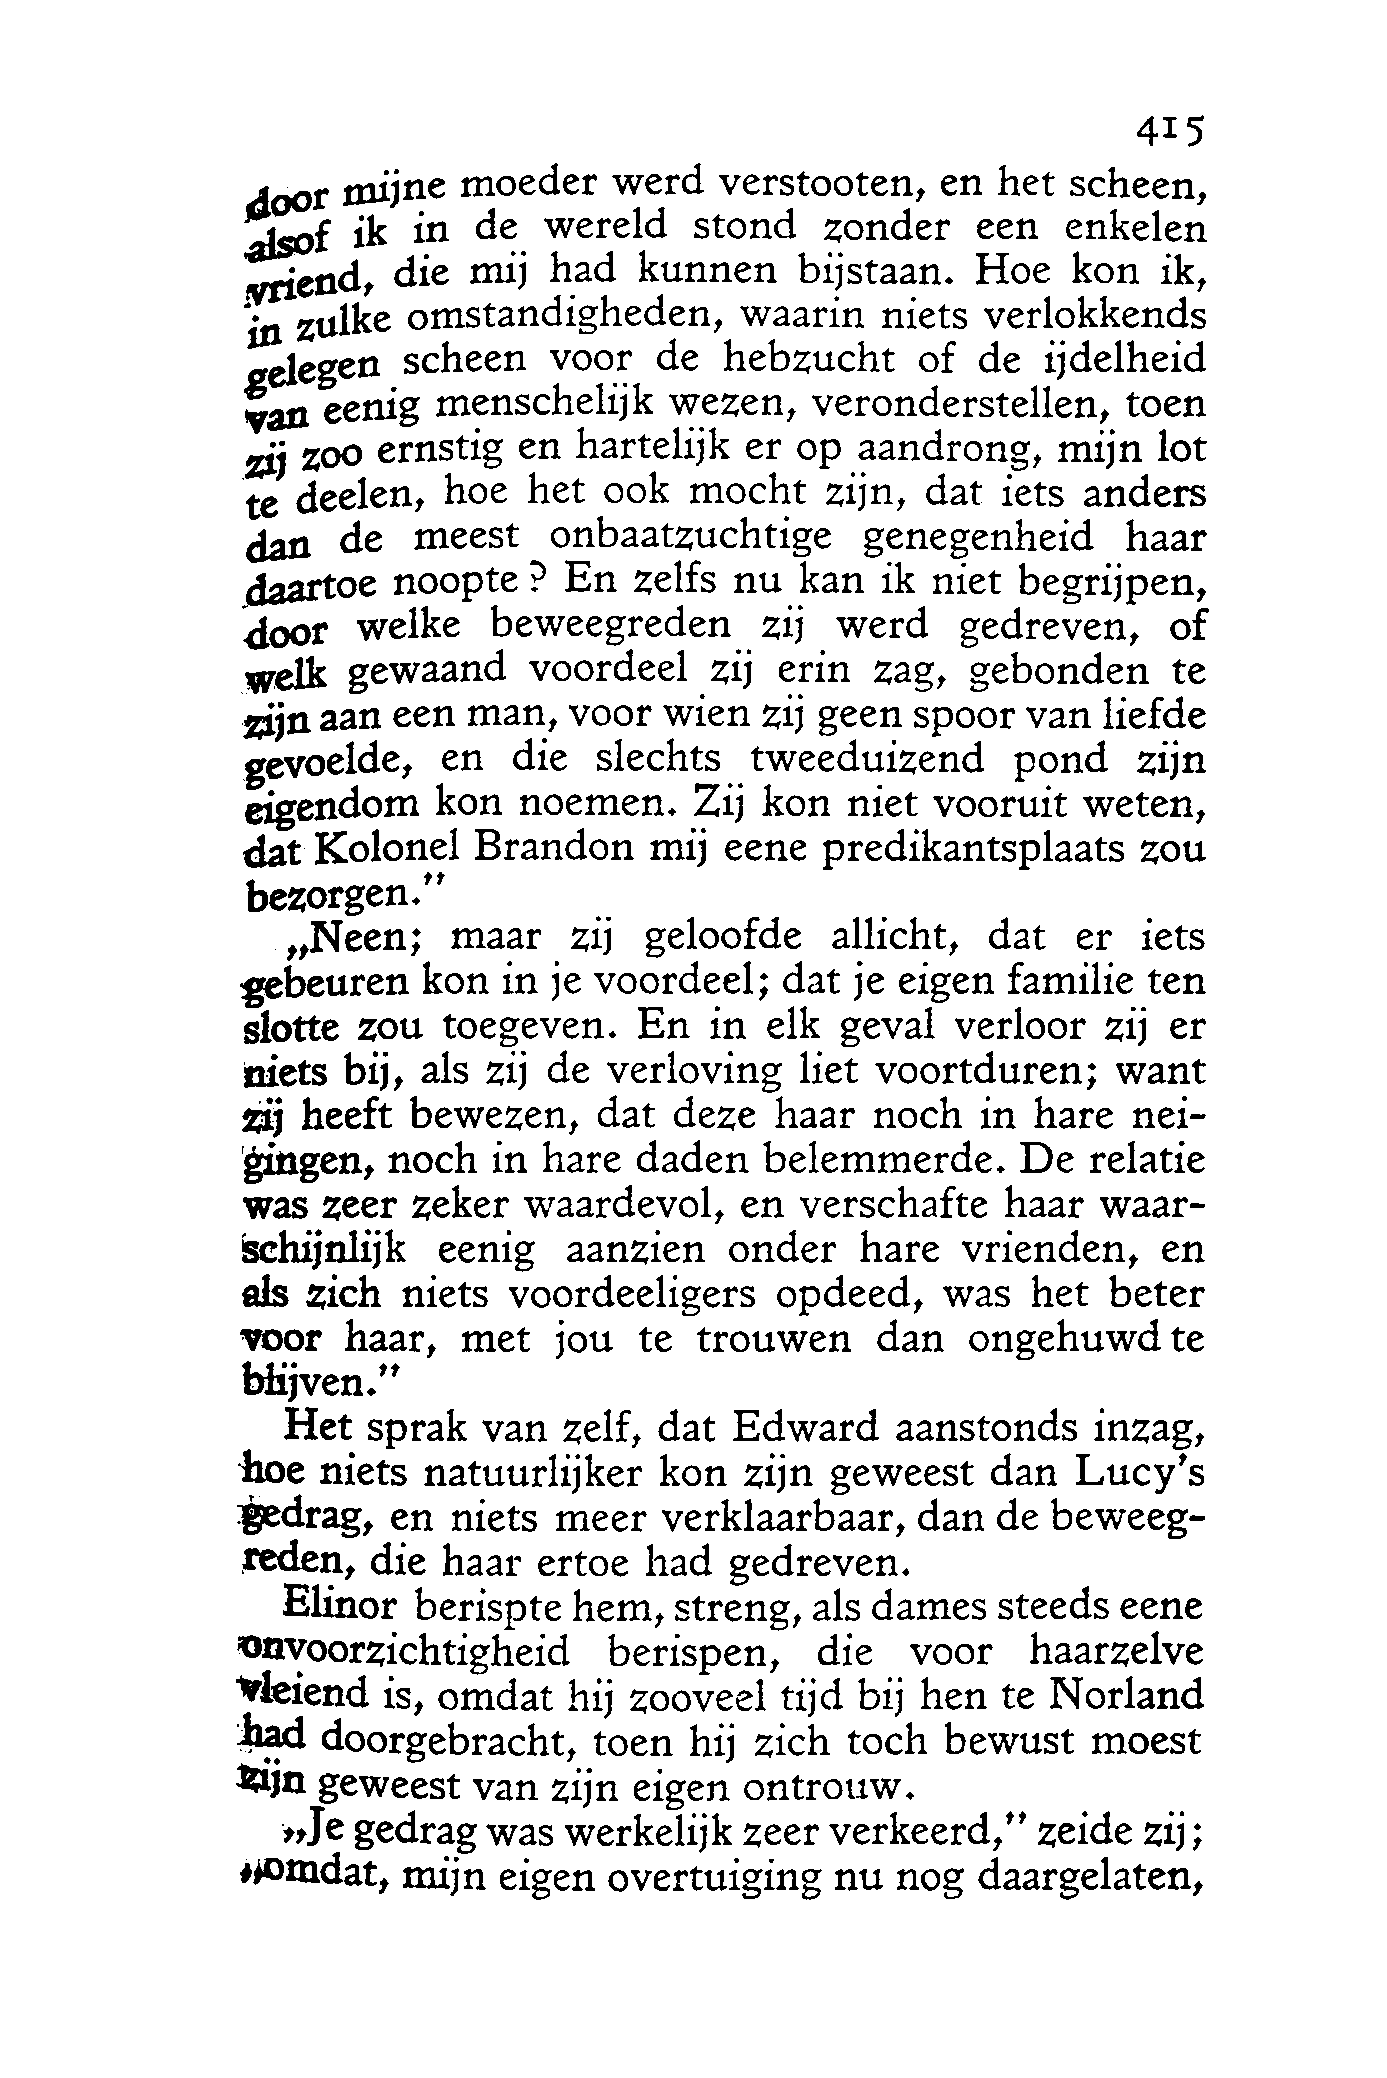 415
door mijne moeder werd verstooten, en het scheen,
alsof ik in de wereld stond zonder een enkelen
vriend, die mij had kunnen bijstaan. Hoe kon ik,
in zulke omstandigheden, waarin niets verlokkends
gelegen scheen voor de hebzucht of de ijdelheid
van eenig menschelijk wezen, veronderstellen, toen
zij zoo ernstig en hartelijk er op aandrong, mijn lot
te deelen, hoe het ook mocht zijn, dat iets anders
dan de meest onbaatzuchtige genegenheid haar
daartoe noopte? En zelfs nu kan ik niet begrijpen,
door welke beweegreden zij werd gedreven, of
welk gewaand voordeel zij erin zag, gebonden te
zijn aan een man, voor wien zij geen spoor van liefde
gevoelde, en die slechts tweeduizend pond zijn
eigendom kon noemen. Zij kon niet vooruit weten,
dat Kolonel Brandon mij eene predikantsplaats zou
bezorgen.”
„Neen; maar zij geloofde allicht, dat er iets
gebeuren kon in je voordeel; dat je eigen familie ten
slotte zou toegeven. En in elk geval verloor zij er
niets bij, als zij de verloving liet voortduren; want
zij heeft bewezen, dat deze haar noch in hare nei-
gingen, noch in hare daden belemmerde. De relatie
was zeer zeker waardevol, en verschafte haar waar-
schijnlijk eenig aanzien onder hare vrienden, en
als zich niets voordeeligers opdeed, was het beter
voor haar, met jou te trouwen dan ongehuwd te
blijven.”
Het sprak van zelf, dat Edward aanstonds inzag,
hoe niets natuurlijker kon zijn geweest dan Lucy’s
gedrag, en niets meer verklaarbaar, dan de beweeg-
reden, die haar ertoe had gedreven.
Elinor berispte hem, streng, als dames steeds eene
onvoorzichtigheid berispen, die voor haarzelve
vleiend is, omdat hij zooveel tijd bij hen te Norland
had doorgebracht, toen hij zich toch bewust moest
zijn geweest van zijn eigen ontrouw.
„Je gedrag was werkelijk zeer verkeerd,” zeide zij;
„omdat, mijn eigen overtuiging nu nog daargelaten,